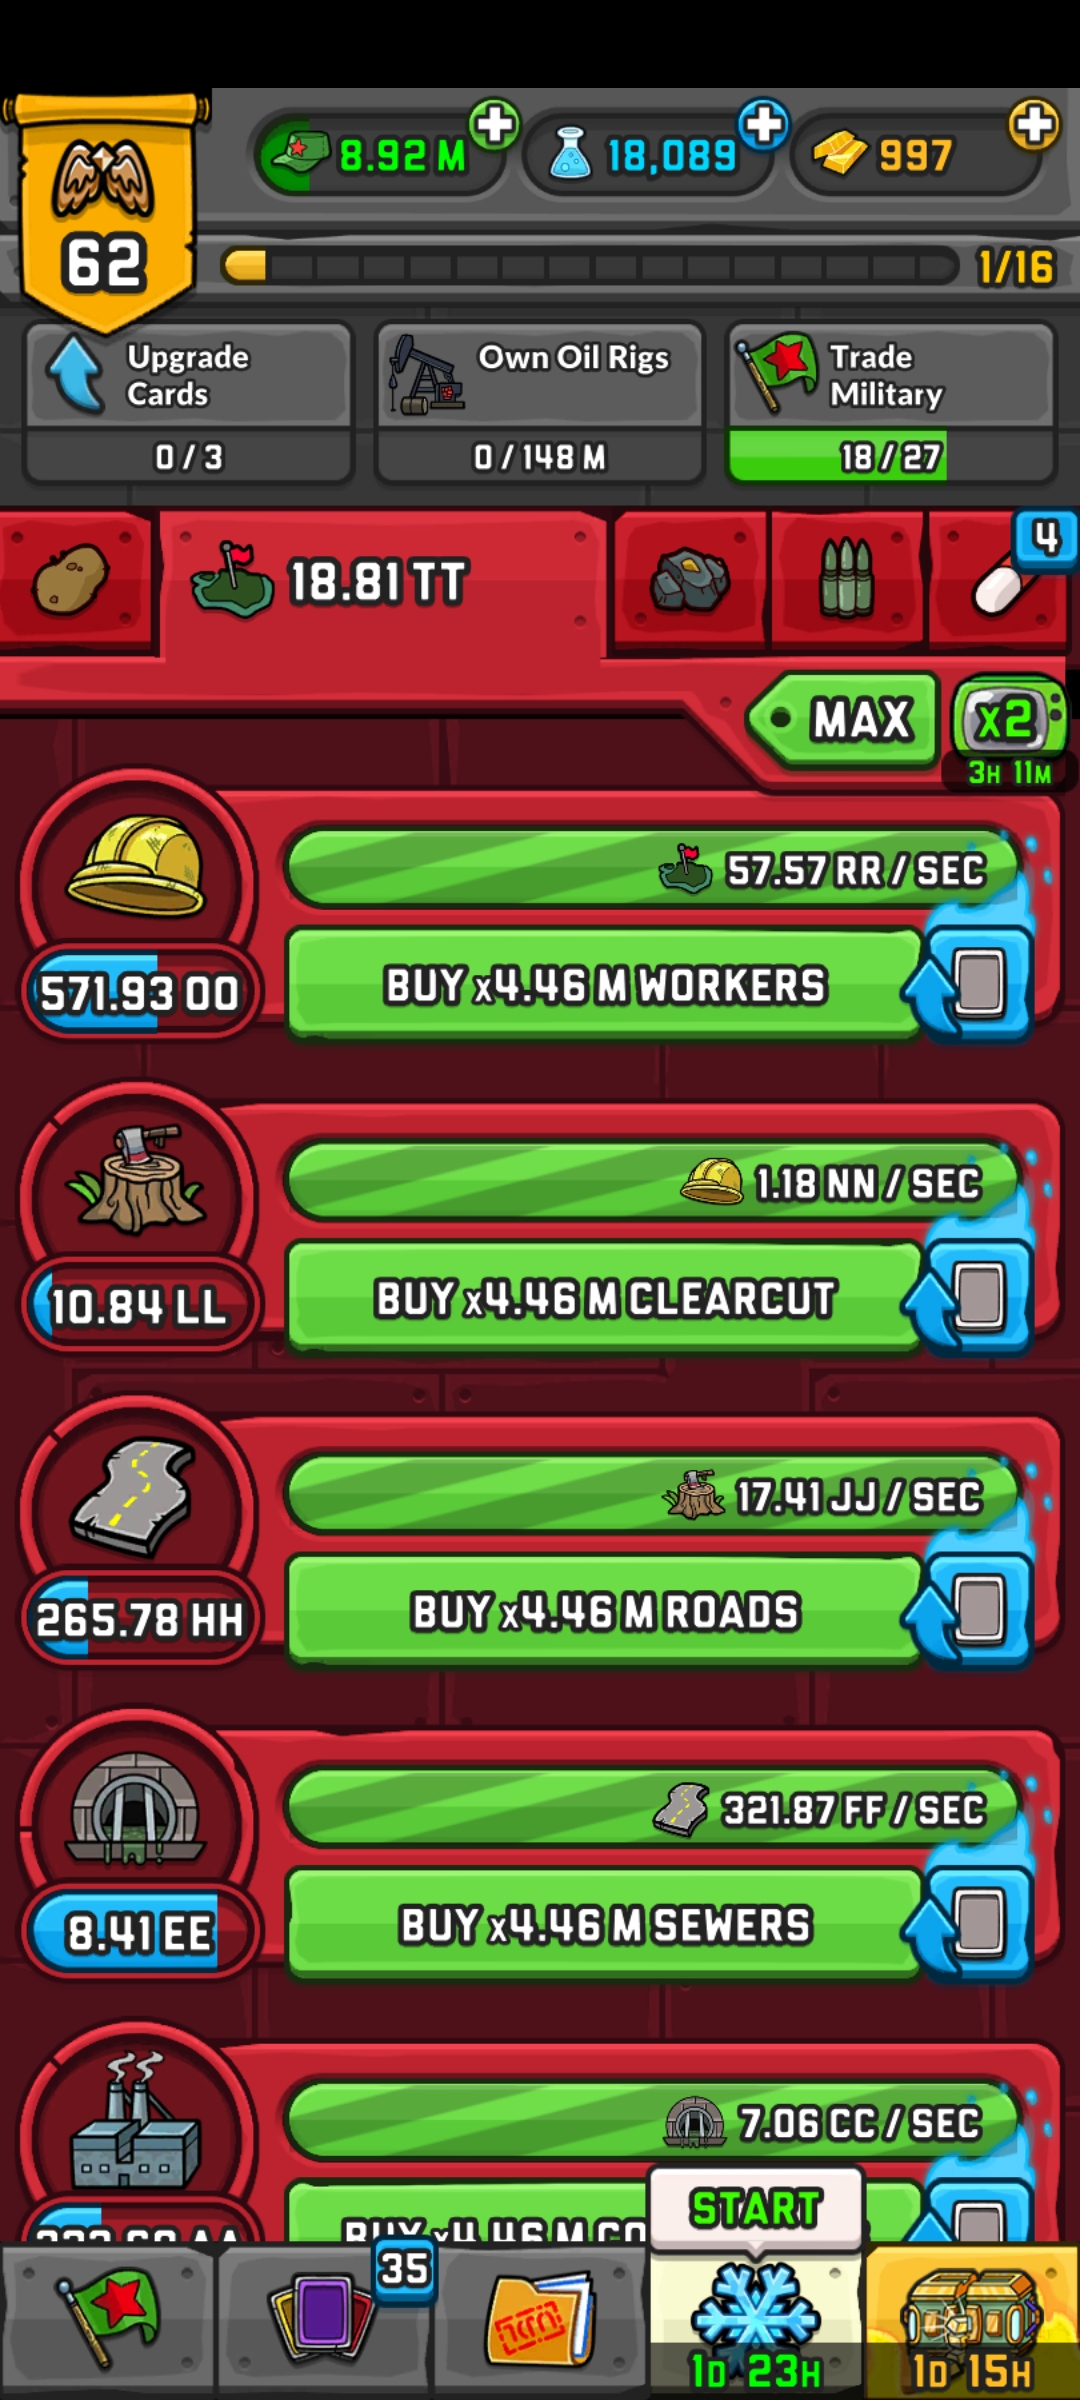 8.92 M
18,089
997
62
1/16
Upgrade
Cards
0 / 3
Own Oil Rigs
0 / 148 M
Trade
Military
18 / 27
18.81 TT
4
MAX
x2
3H 11M
57.57 RR / SEC
571.93 OO
BUY x4.46 M WORKERS
1.18 NN / SEC
10.84 LL
BUY x4.46 M CLEARCUT
17.41 JJ / SEC
265.78 HH
BUY x4.46 M ROADS
321.87 FF / SEC
8.41 EE
BUY x4.46 M SEWERS
7.06 CC / SEC
BUY x4.46 M CO
START
35
1D 23H
1D 15H